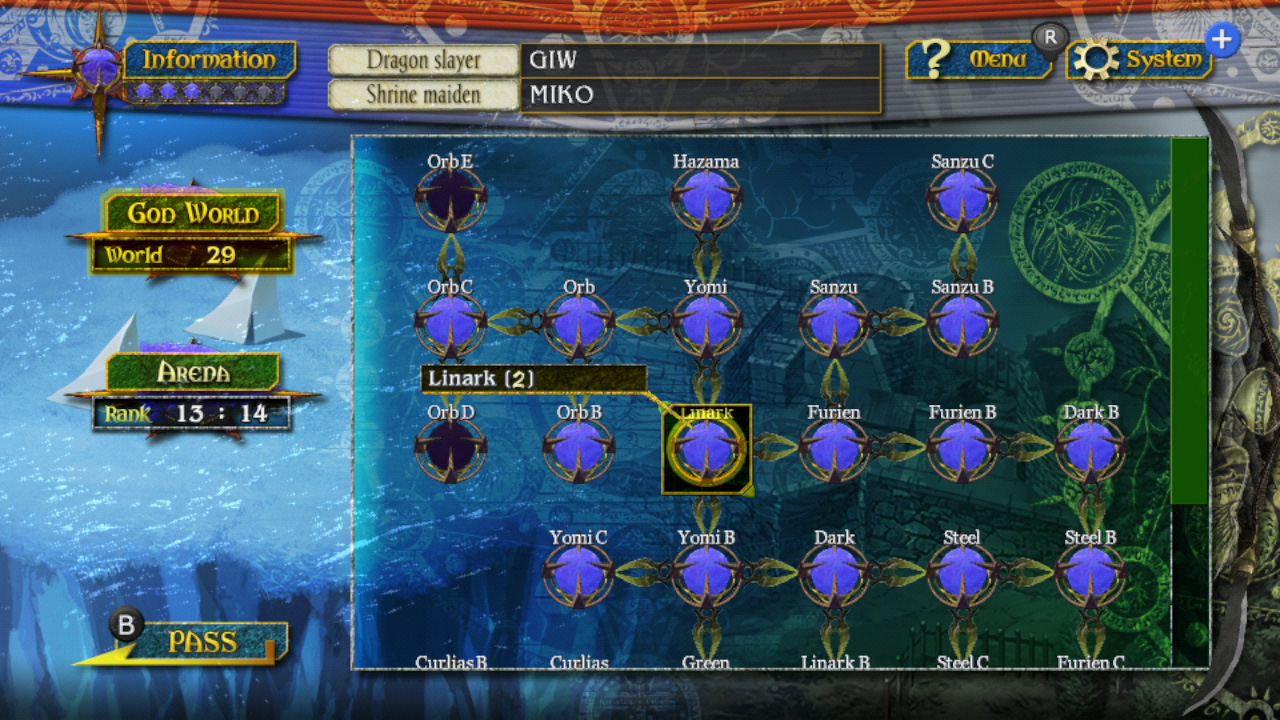 Information
Dragon slayer GIW
Shrine maiden MIKO
? Menu R
System +
God World
World 29
Arena
Rank 13 : 14
B PASS
Orb E Hazama Sanzu C
Orb C Orb Yomi Sanzu Sanzu B
Linark (2)
Orb D Orb B Linark Furien Furien B Dark B
Yomi C Yomi B Dark Steel Steel B
Curlias B Curlias Green Linark B Steel C Furien C